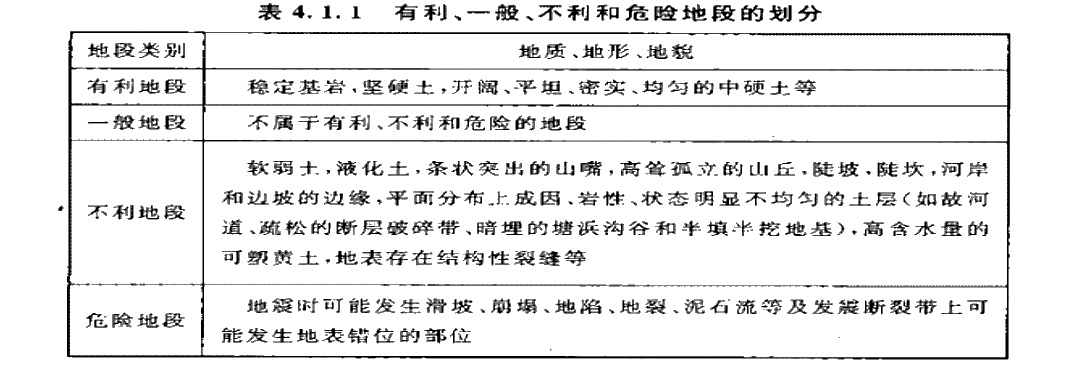 表 4.1.1 有利、一般、不利和危险地段的划分
地段类别 地质、地形、地貌
有利地段 稳定基岩,坚硬土,开阔、平坦、密实、均匀的中硬土等
一般地段 不属于有利、不利和危险的地段
不利地段
软弱土,液化土,条状突出的山嘴,高耸孤立的山丘,陡坡,陡坎,河岸
和边坡的边缘,平面分布上成因、岩性、状态明显不均匀的土层(如故河
道、疏松的断层破碎带、暗埋的塘浜沟谷和半填半挖地基),高含水量的
可塑黄土,地表存在结构性裂缝等
危险地段
地震时可能发生滑坡、崩塌、地陷、地裂、泥石流等及发震断裂带上可
能发生地表错位的部位